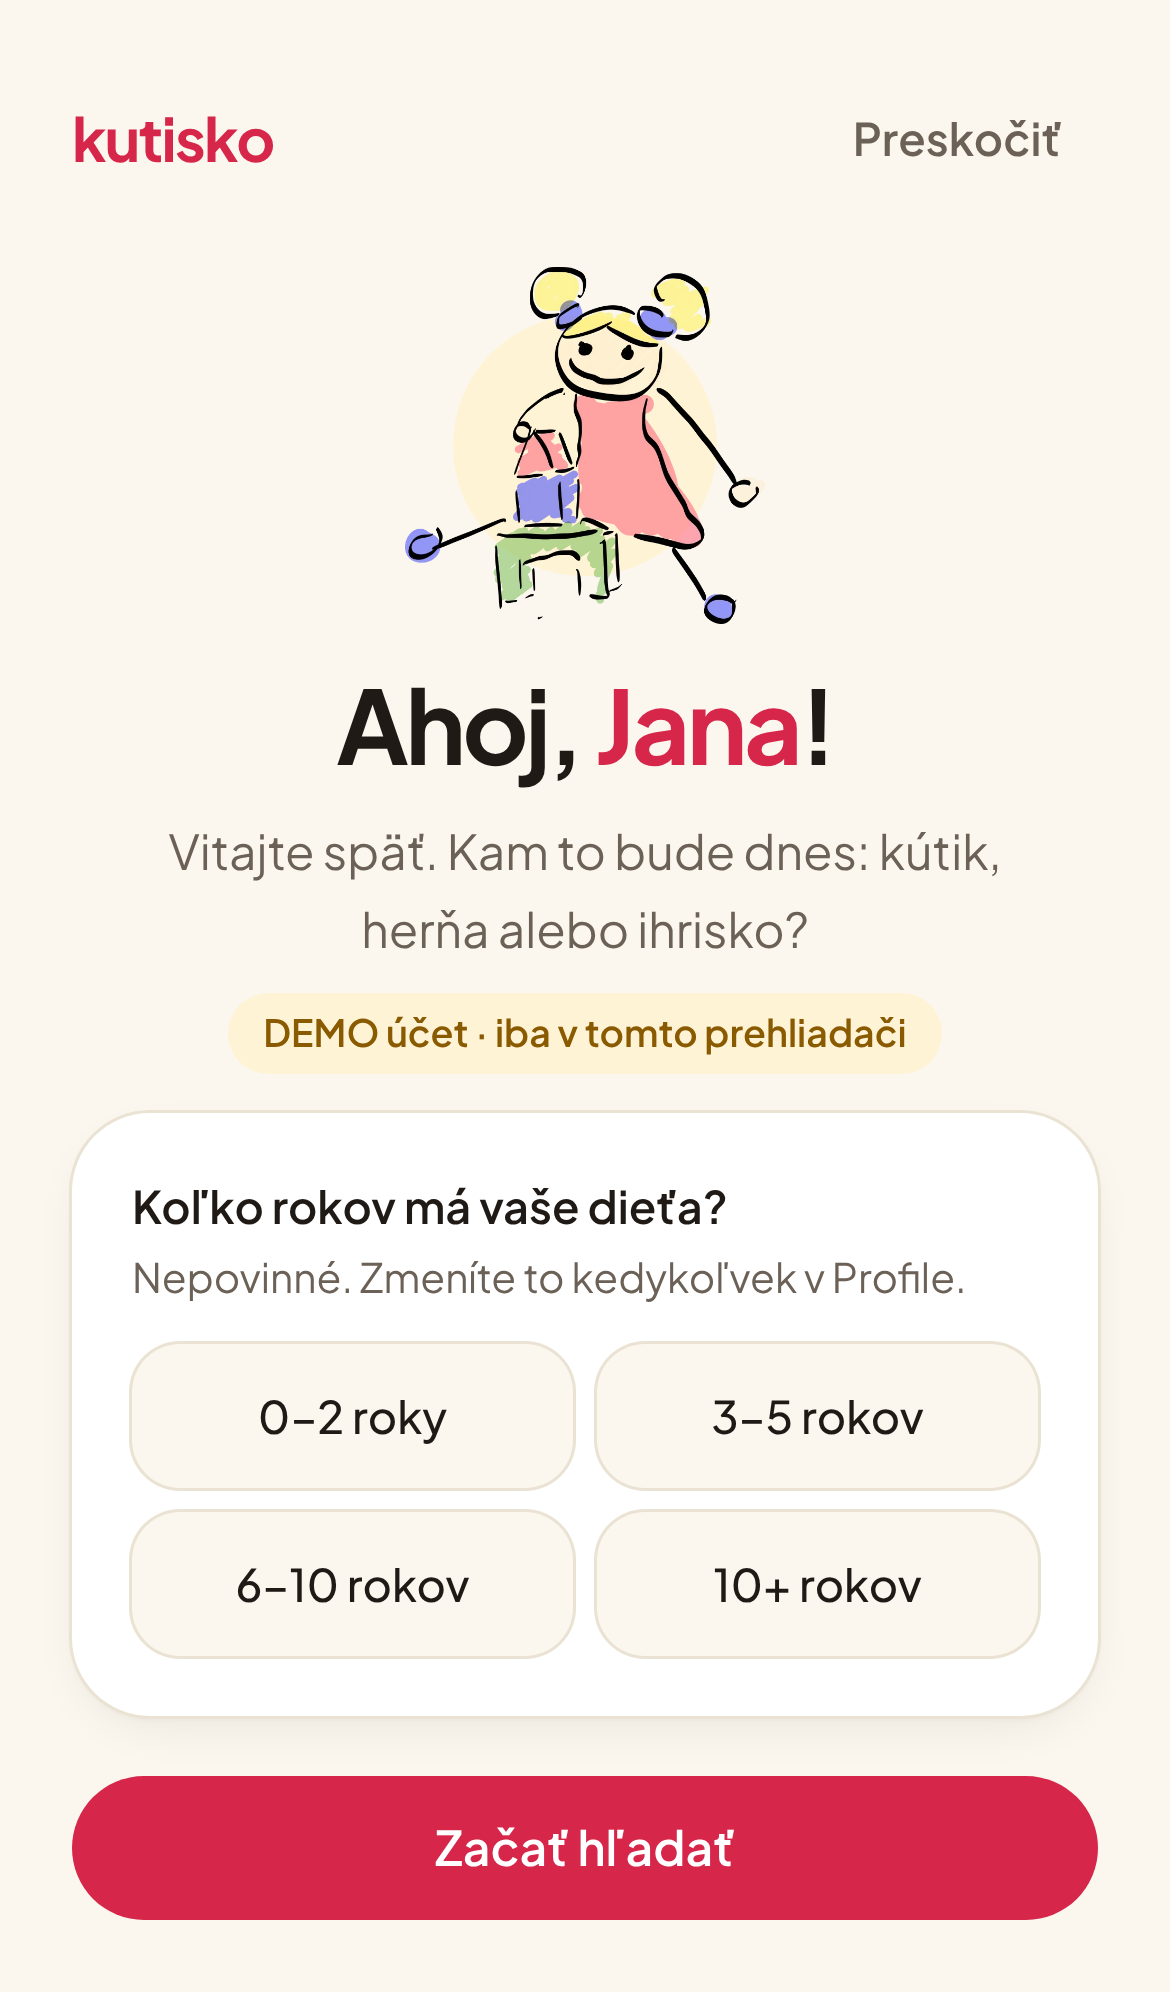 kutisko
Preskočiť
Ahoj, Jana!
Vitajte späť. Kam to bude dnes: kútik,
herňa alebo ihrisko?
DEMO účet · iba v tomto prehliadači
Koľko rokov má vaše dieťa?
Nepovinné. Zmeníte to kedykoľvek v Profile.
0–2 roky
3–5 rokov
6–10 rokov
10+ rokov
Začať hľadať